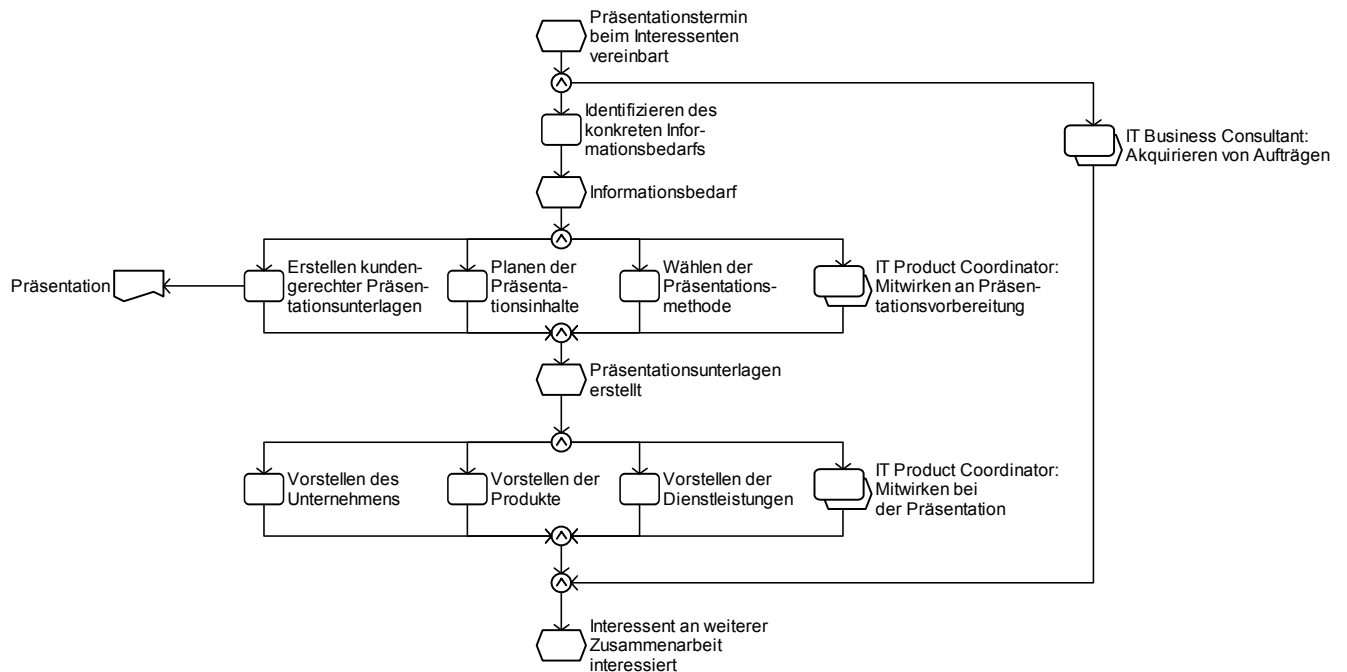 Präsentationstermin
beim Interessenten
vereinbart
Identifizieren des
konkreten Infor-
mationsbedarfs
IT Business Consultant:
Akquirieren von Aufträgen
Informationsbedarf
Präsentation
Erstellen kunden-
gerechter Präsen-
tationsunterlagen
Planen der
Präsenta-
tionsinhalte
Wählen der
Präsentations-
methode
IT Product Coordinator:
Mitwirken an Präsen-
tationsvorbereitung
Präsentationsunterlagen
erstellt
Vorstellen des
Unternehmens
Vorstellen der
Produkte
Vorstellen der
Dienstleistungen
IT Product Coordinator:
Mitwirken bei
der Präsentation
Interessent an weiterer
Zusammenarbeit
interessiert